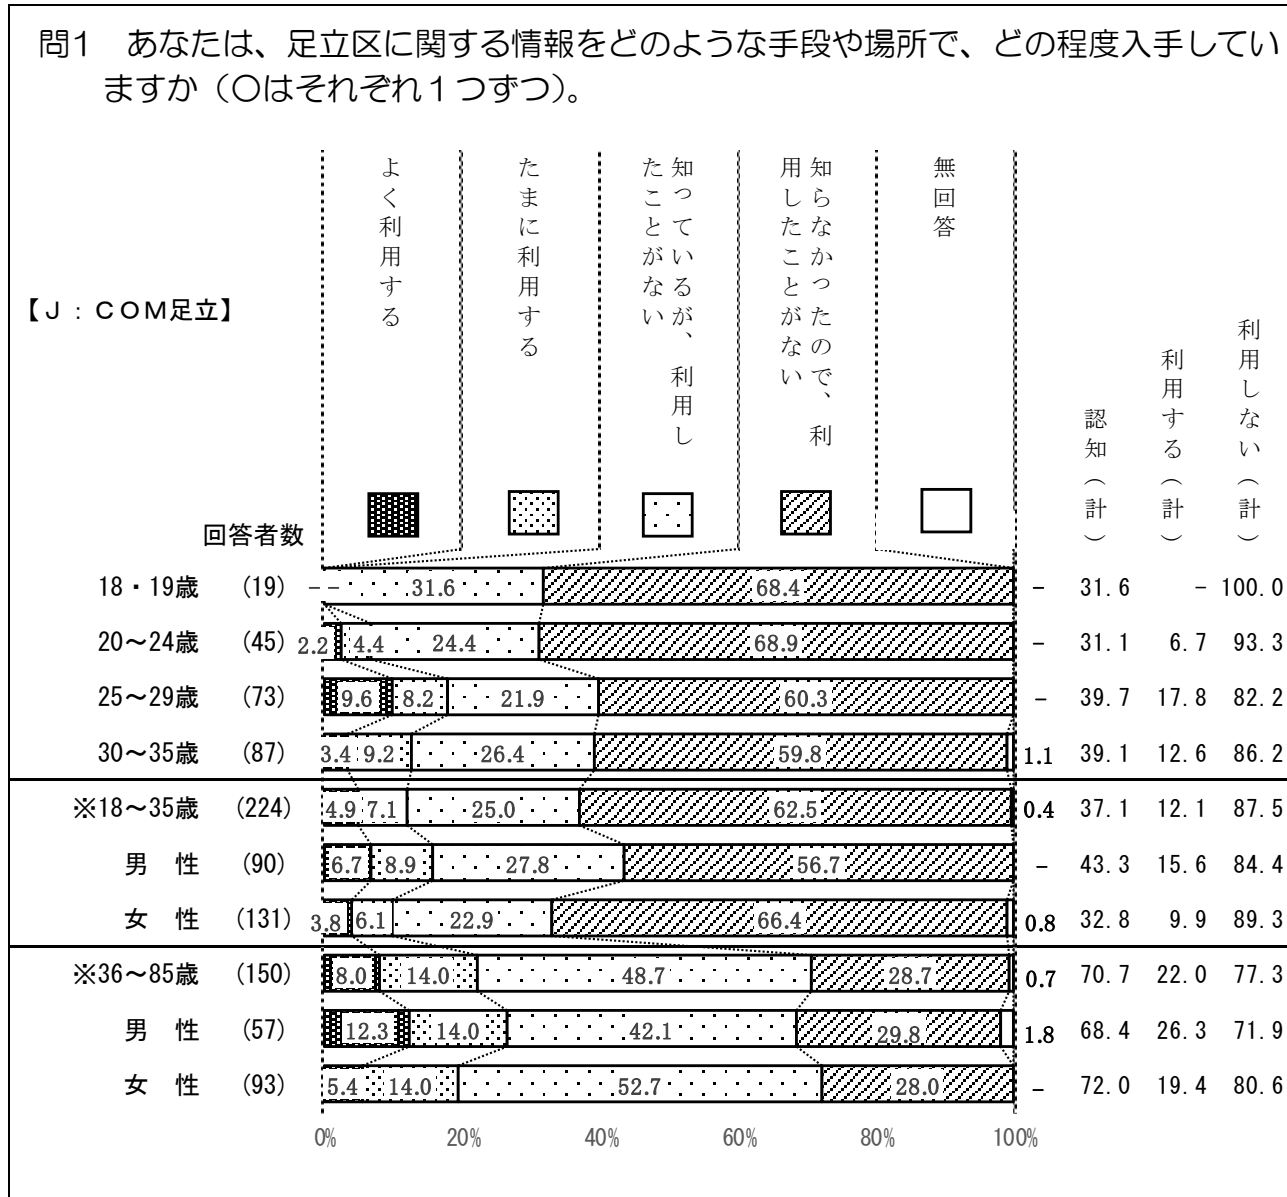 問1　あなたは、足立区に関する情報をどのような手段や場所で、どの程度入手してい
ますか（〇はそれぞれ１つずつ）。
【Ｊ：ＣＯＭ足立】
よく利用する
たまに利用する
知っているが、利用し
たことがない
知らなかったので、利
用したことがない
無回答
認知（計）
利用する（計）
利用しない（計）
回答者数
18・19歳 (19) - - 31.6 68.4 - 31.6 - 100.0
20～24歳 (45) 2.2 4.4 24.4 68.9 - 31.1 6.7 93.3
25～29歳 (73) 9.6 8.2 21.9 60.3 - 39.7 17.8 82.2
30～35歳 (87) 3.4 9.2 26.4 59.8 1.1 39.1 12.6 86.2
※18～35歳 (224) 4.9 7.1 25.0 62.5 0.4 37.1 12.1 87.5
男　性 (90) 6.7 8.9 27.8 56.7 - 43.3 15.6 84.4
女　性 (131) 3.8 6.1 22.9 66.4 0.8 32.8 9.9 89.3
※36～85歳 (150) 8.0 14.0 48.7 28.7 0.7 70.7 22.0 77.3
男　性 (57) 12.3 14.0 42.1 29.8 1.8 68.4 26.3 71.9
女　性 (93) 5.4 14.0 52.7 28.0 - 72.0 19.4 80.6
0% 20% 40% 60% 80% 100%